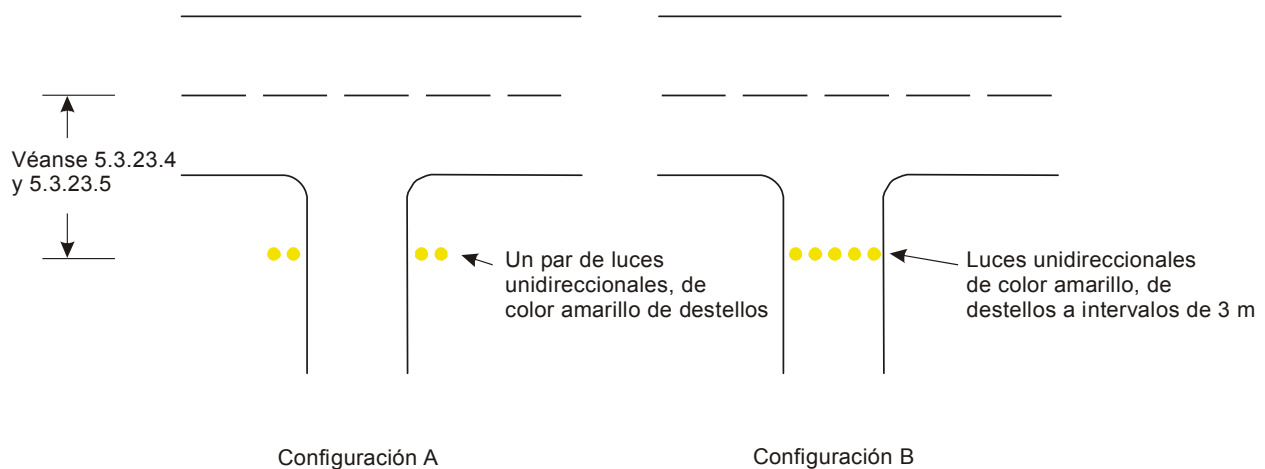 Véanse 5.3.23.4
y 5.3.23.5
Un par de luces
unidireccionales, de
color amarillo de destellos
Luces unidireccionales
de color amarillo, de
destellos a intervalos de 3 m
Configuración A
Configuración B